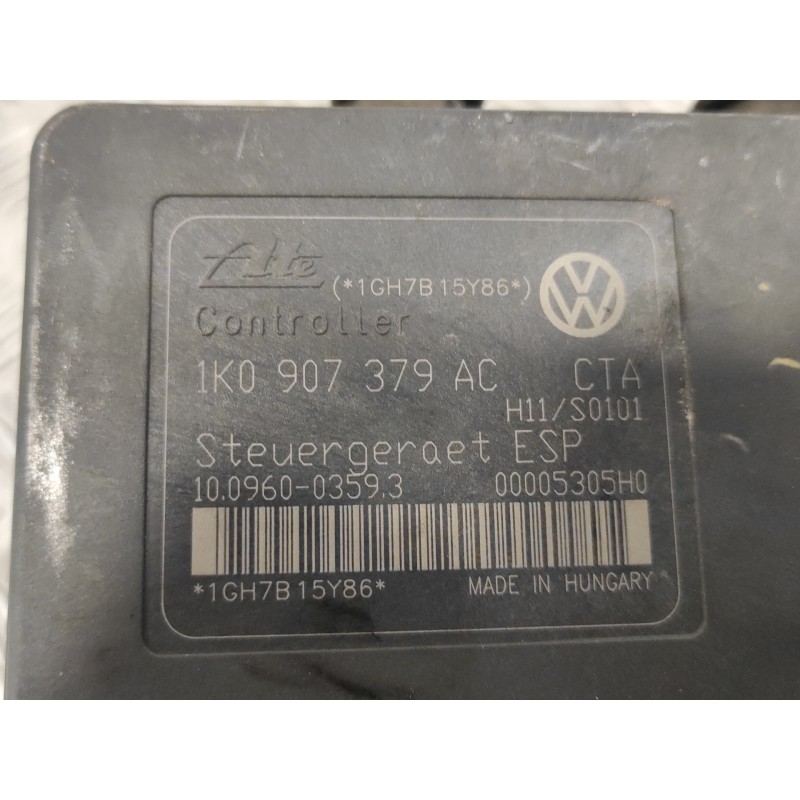 Ate
(*1GH7B15Y86*)
Controller
1K0 907 379 AC CTA
H11/S0101
Steuergeraet ESP
10.0960-0359.3 00005305H0
*1GH7B15Y86* MADE IN HUNGARY